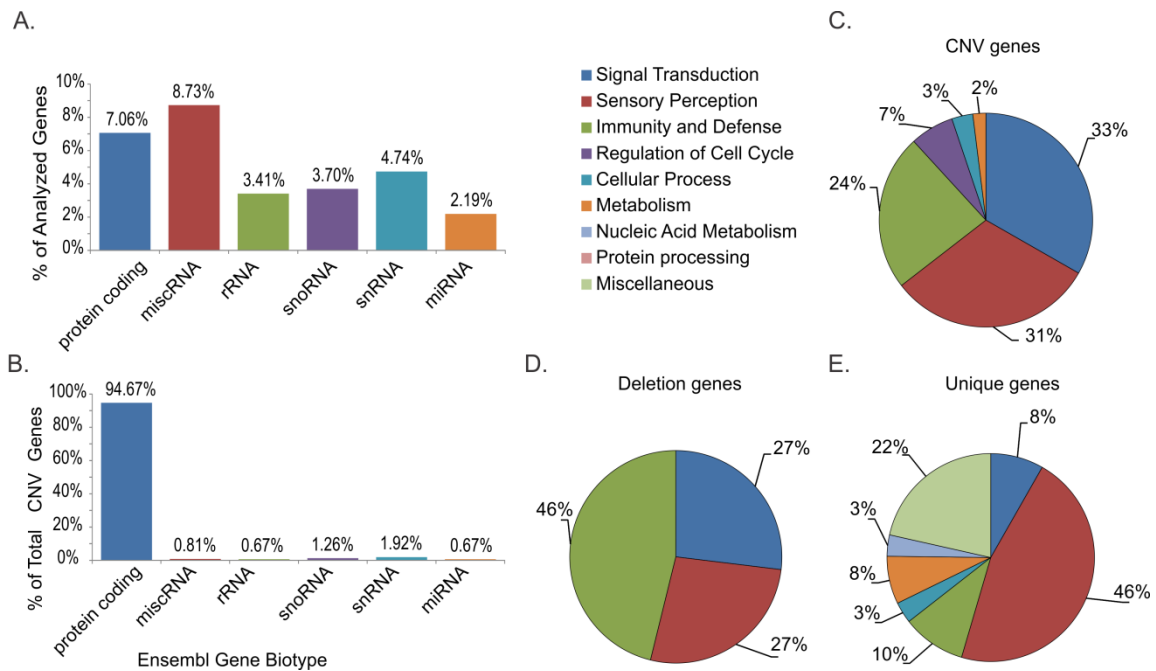 A.
% of Analyzed Genes
10%
8%
6%
4%
2%
0%
7.06%
8.73%
3.41%
3.70%
4.74%
2.19%
protein coding
miscRNA
rRNA
snoRNA
snRNA
miRNA
Signal Transduction
Sensory Perception
Immunity and Defense
Regulation of Cell Cycle
Cellular Process
Metabolism
Nucleic Acid Metabolism
Protein processing
Miscellaneous
C.
CNV genes
2%
3%
7%
33%
24%
31%
B.
% of Total CNV Genes
100%
80%
60%
40%
20%
0%
94.67%
0.81%
0.67%
1.26%
1.92%
0.67%
protein coding
miscRNA
rRNA
snoRNA
snRNA
miRNA
Ensembl Gene Biotype
D.
Deletion genes
27%
46%
27%
E.
Unique genes
8%
22%
3%
8%
3%
10%
46%